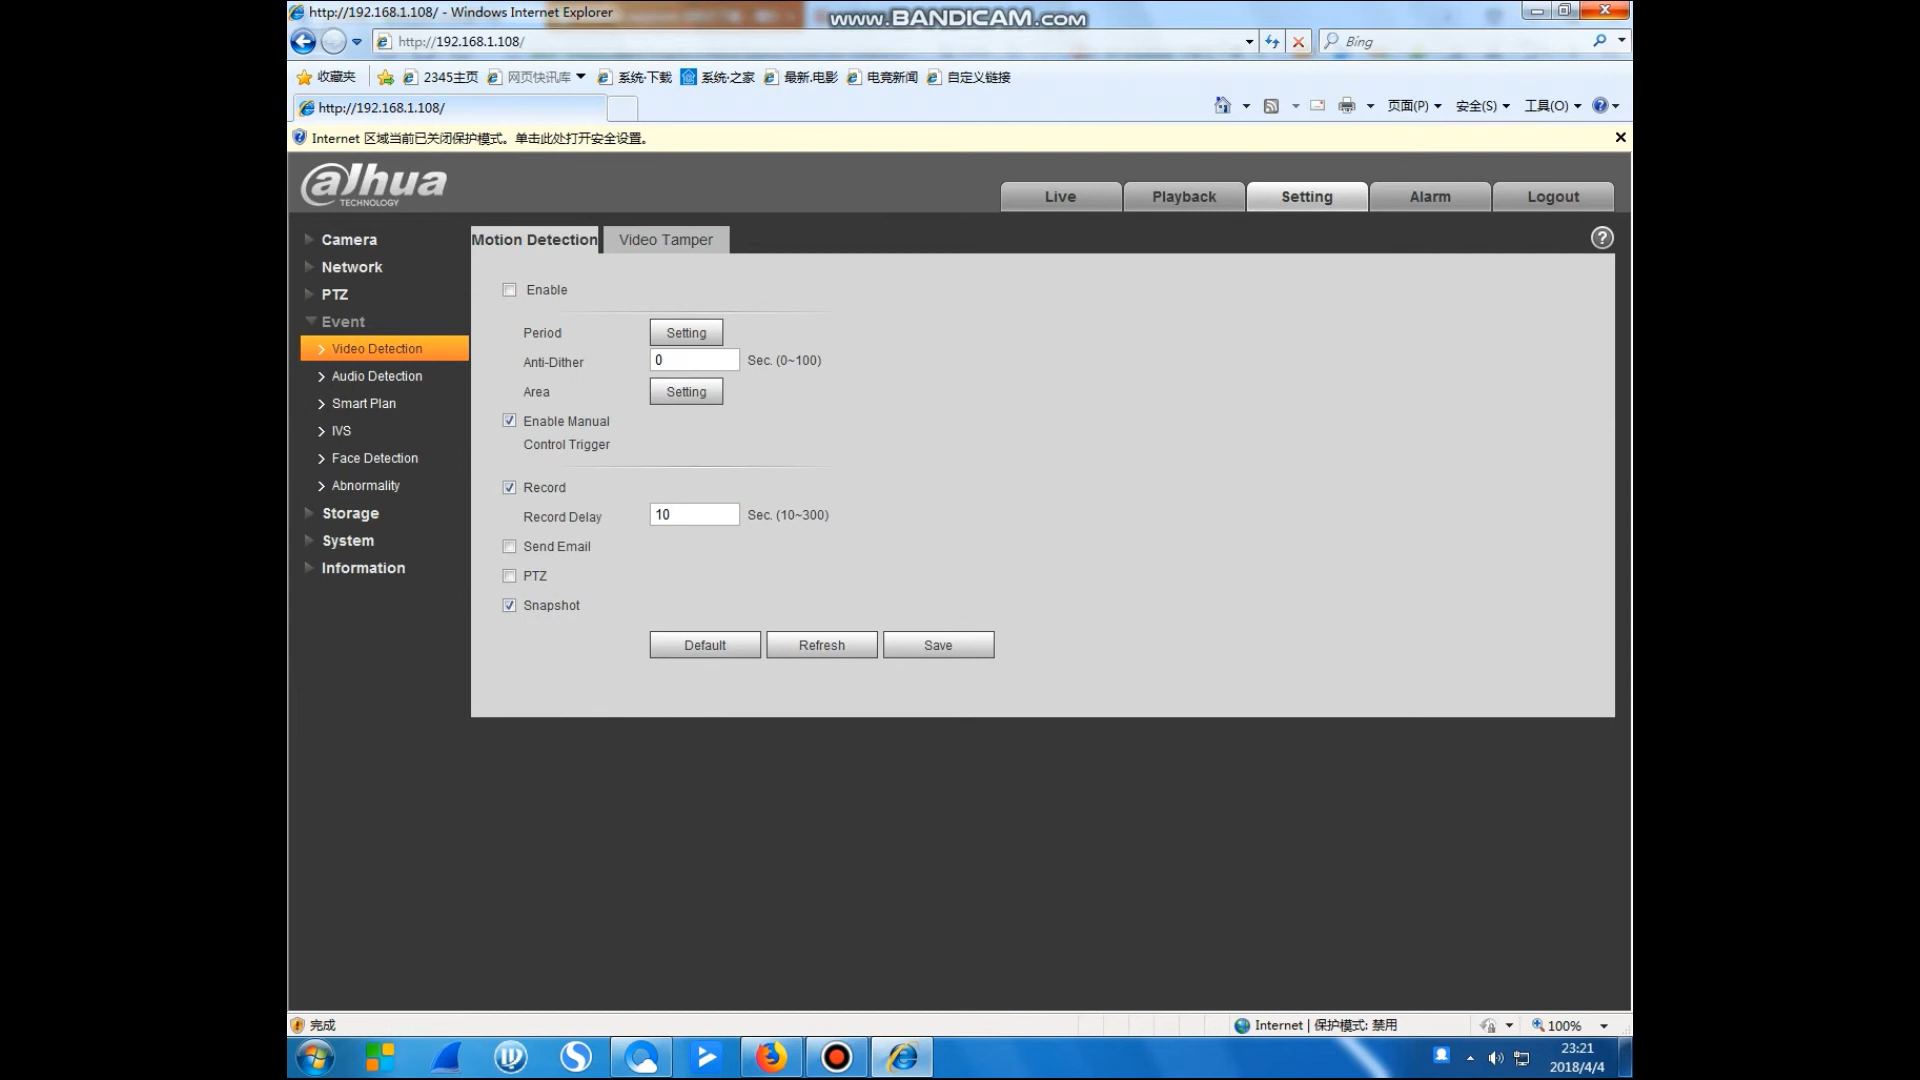 http://192.168.1.108/ - Windows Internet Explorer
www.BANDICAM.com
http://192.168.1.108/
Bing
收藏夹 2345主页 网页快讯库 系统·下载 系统·之家 最新.电影 电竞新闻 自定义链接
http://192.168.1.108/
页面(P) 安全(S) 工具(O)
Internet 区域当前已关闭保护模式。单击此处打开安全设置。
alhua
TECHNOLOGY
Live Playback Setting Alarm Logout
Camera
Network
PTZ
Event
Video Detection
Audio Detection
Smart Plan
IVS
Face Detection
Abnormality
Storage
System
Information
Motion Detection Video Tamper
Enable
Period Setting
Anti-Dither 0 Sec. (0~100)
Area Setting
Enable Manual
Control Trigger
Record
Record Delay 10 Sec. (10~300)
Send Email
PTZ
Snapshot
Default Refresh Save
完成
Internet | 保护模式: 禁用
100%
23:21
2018/4/4